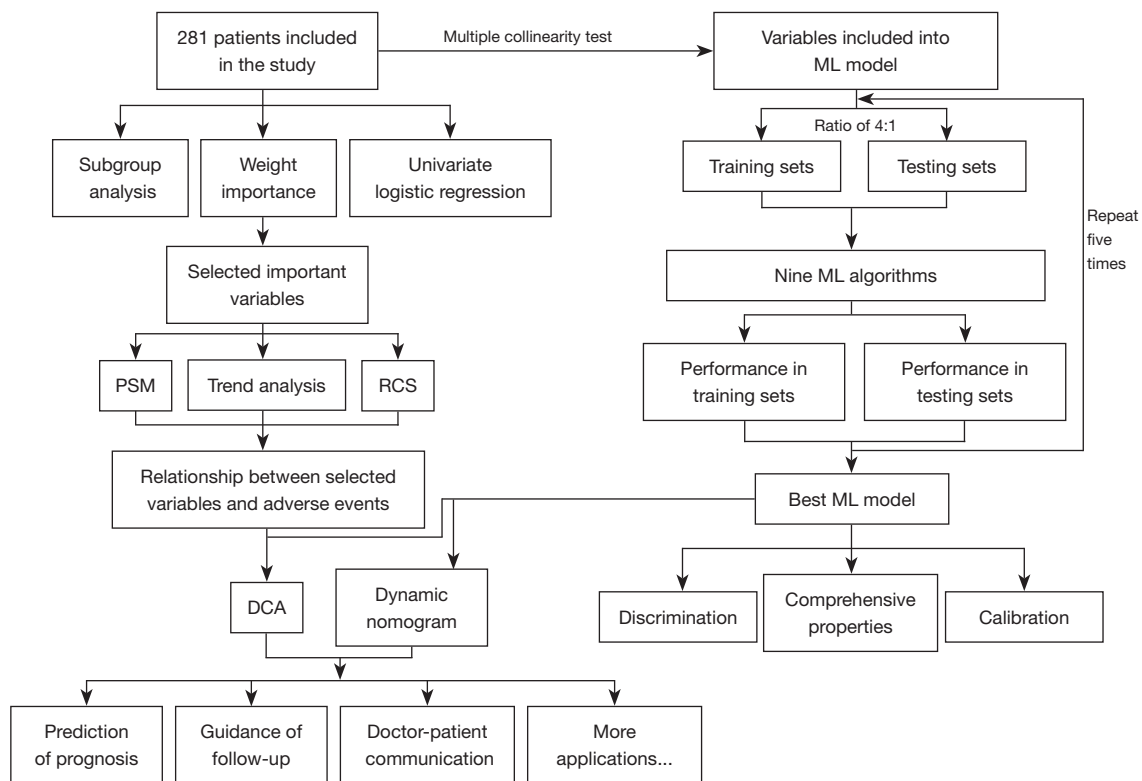 281 patients included
in the study
Multiple collinearity test
Variables included into
ML model
Ratio of 4:1
Subgroup
analysis
Weight
importance
Univariate
logistic regression
Training sets
Testing sets
Repeat
five
times
Selected important
variables
Nine ML algorithms
PSM
Trend analysis
RCS
Performance in
training sets
Performance in
testing sets
Relationship between selected
variables and adverse events
Best ML model
DCA
Dynamic
nomogram
Discrimination
Comprehensive
properties
Calibration
Prediction
of prognosis
Guidance of
follow-up
Doctor-patient
communication
More
applications...